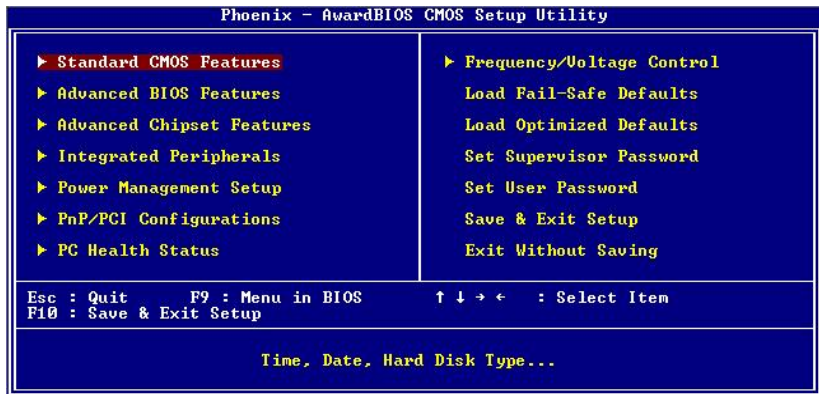 Phoenix - AwardBIOS CMOS Setup Utility
Standard CMOS Features
Advanced BIOS Features
Advanced Chipset Features
Integrated Peripherals
Power Management Setup
PnP/PCI Configurations
PC Health Status
Frequency/Voltage Control
Load Fail-Safe Defaults
Load Optimized Defaults
Set Supervisor Password
Set User Password
Save & Exit Setup
Exit Without Saving
Esc : Quit F9 : Menu in BIOS ↑ ↓ → ← : Select Item
F10 : Save & Exit Setup
Time, Date, Hard Disk Type...